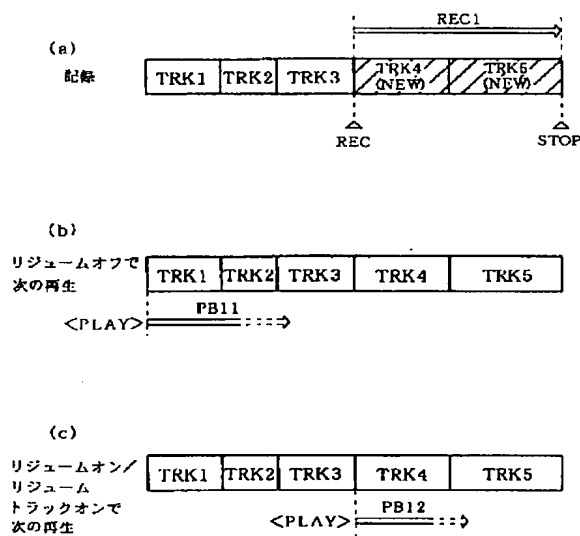 REC1
(a)
記録
TRK1 TRK2 TRK3 TRK4 (NEW) TRK5 (NEW)
REC STOP
(b)
リジュームオフで
次の再生
TRK1 TRK2 TRK3 TRK4 TRK5
<PLAY> PB11
(c)
リジュームオン/
リジューム
トラックオンで
次の再生
TRK1 TRK2 TRK3 TRK4 TRK5
<PLAY> PB12